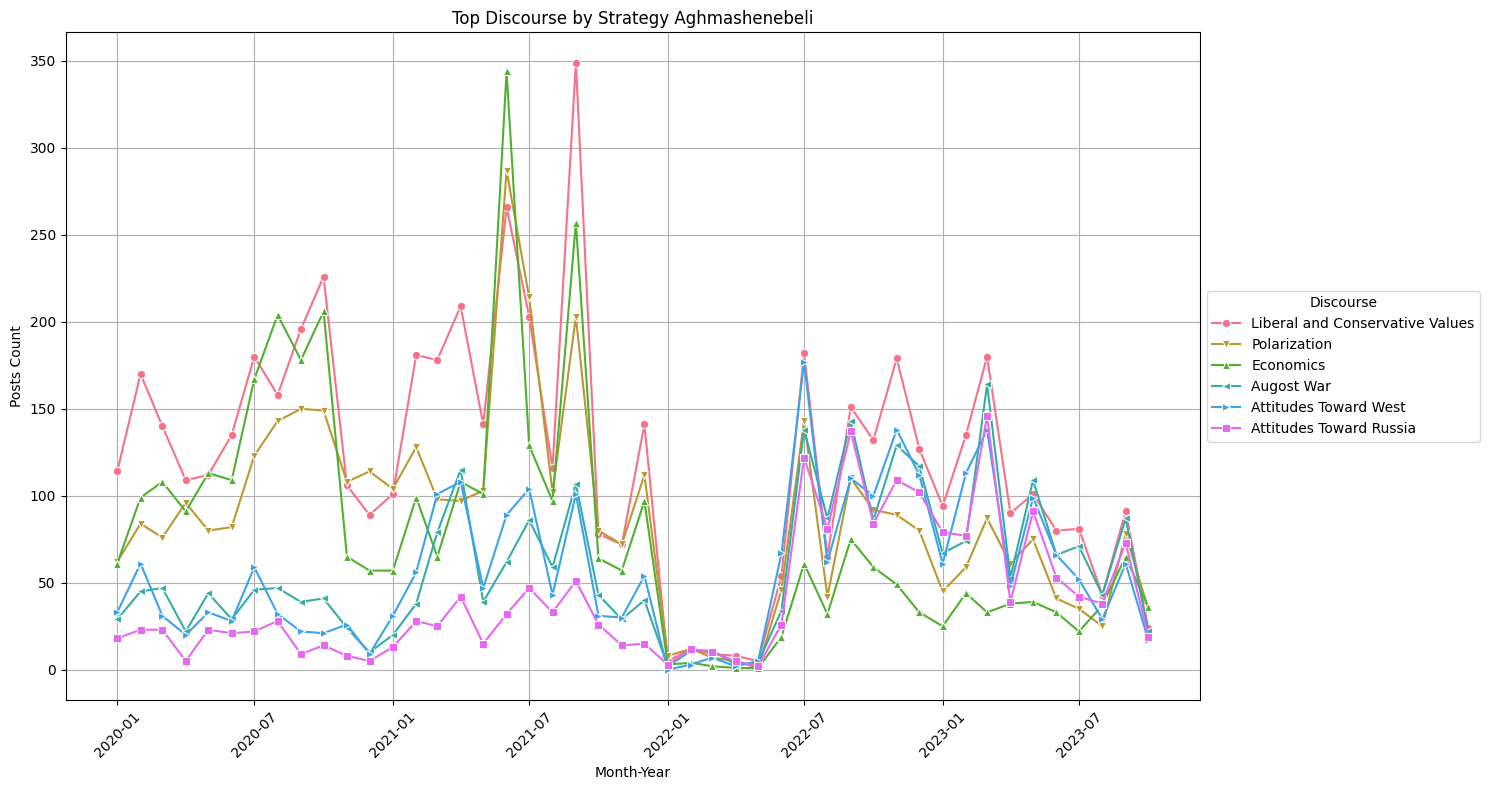 Top Discourse by Strategy Aghmashenebeli
Posts Count
350
300
250
200
150
100
50
0
2020-01
2020-07
2021-01
2021-07
2022-01
2022-07
2023-01
2023-07
Month-Year
Discourse
Liberal and Conservative Values
Polarization
Economics
Augost War
Attitudes Toward West
Attitudes Toward Russia